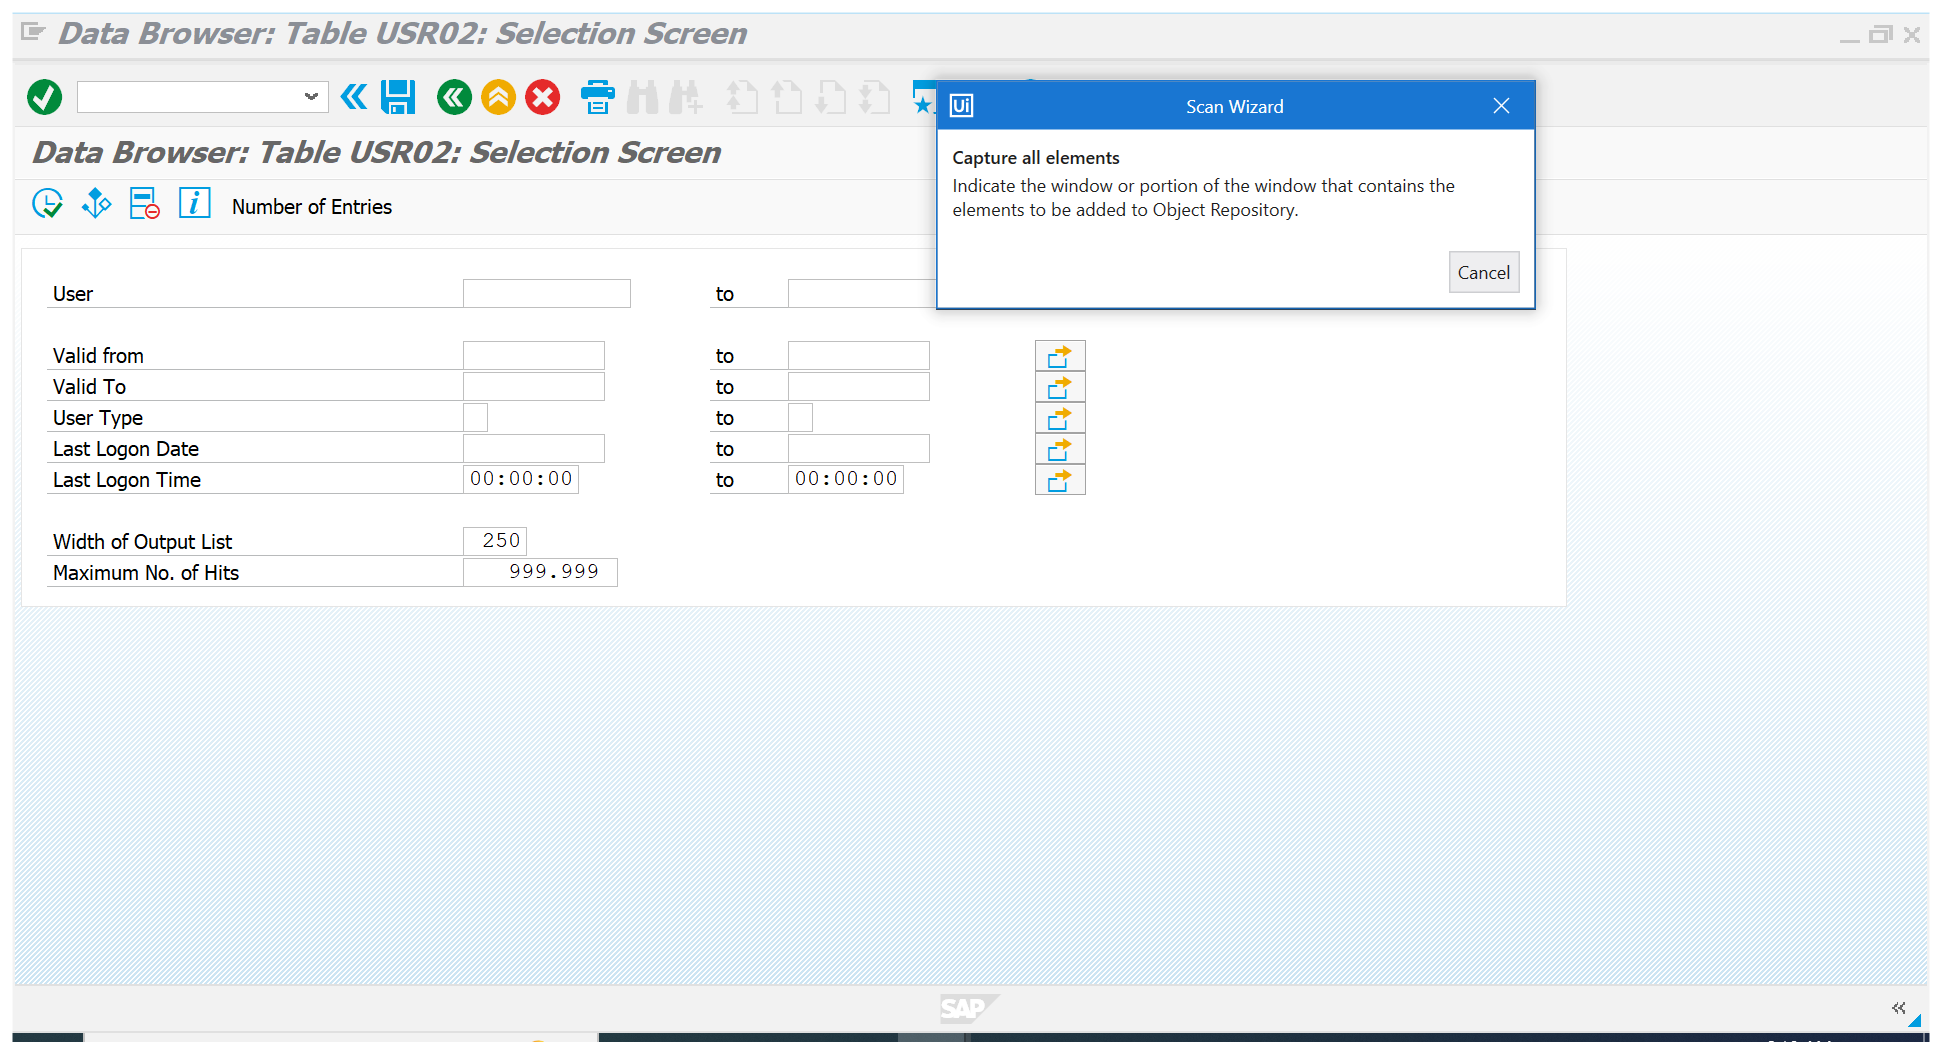 Data Browser: Table USR02: Selection Screen
Ui
Scan Wizard
Data Browser: Table USR02: Selection Screen
Capture all elements
Indicate the window or portion of the window that contains the
elements to be added to Object Repository.
i
Number of Entries
Cancel
User
to
Valid from
to
Valid To
to
User Type
to
Last Logon Date
to
Last Logon Time
00:00:00
to
00:00:00
Width of Output List
250
Maximum No. of Hits
999.999
SAP